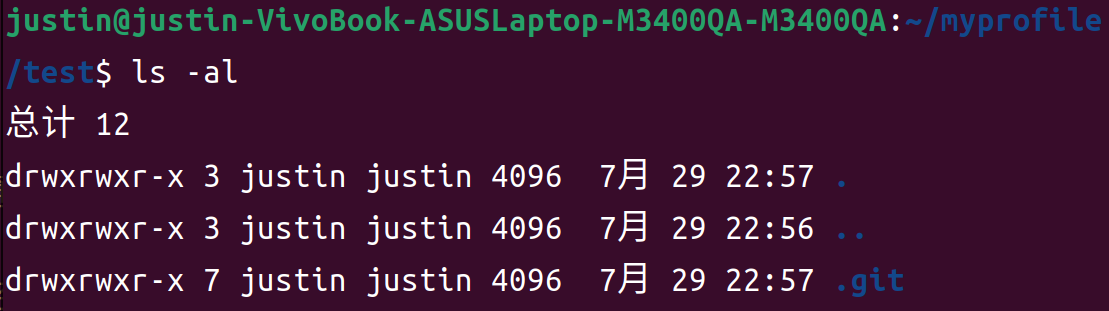 justin@justin-VivoBook-ASUSLaptop-M3400QA-M3400QA:~/myprofile
/test$ ls -al
总计 12
drwxrwxr-x 3 justin justin 4096  7月 29 22:57 .
drwxrwxr-x 3 justin justin 4096  7月 29 22:56 ..
drwxrwxr-x 7 justin justin 4096  7月 29 22:57 .git